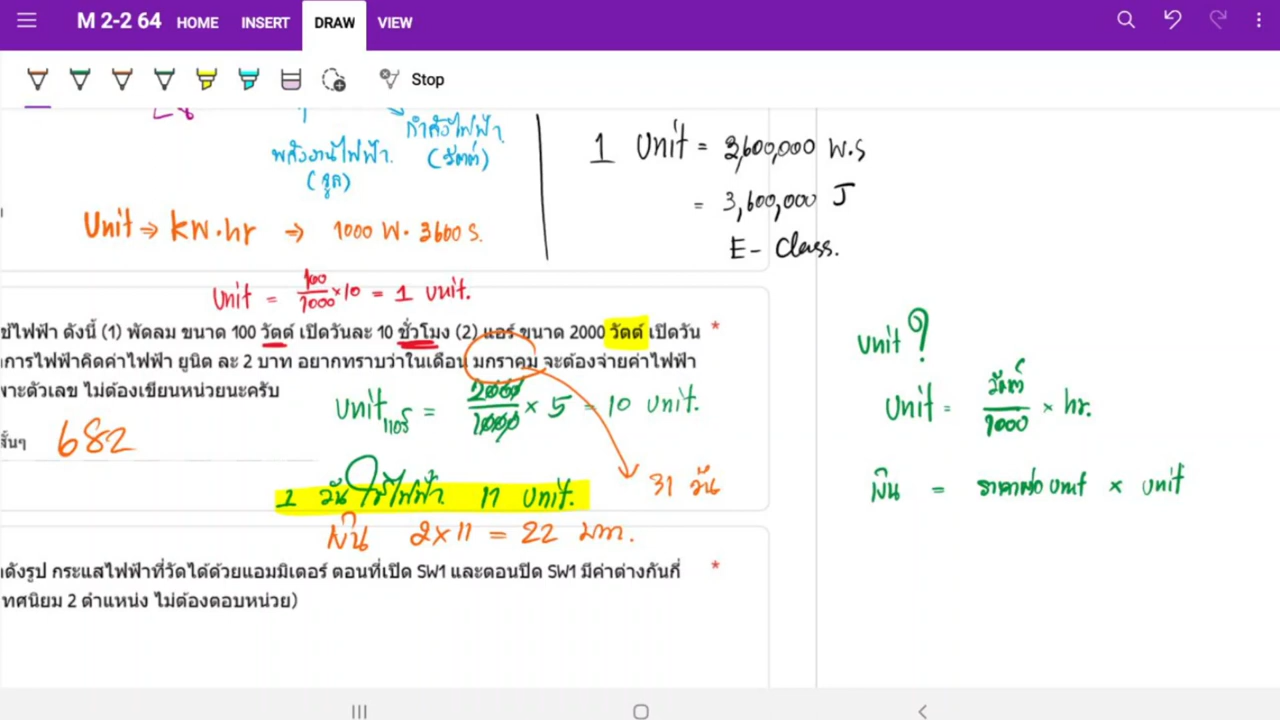 M 2-2 64 HOME INSERT DRAW VIEW
Stop
กำลังไฟฟ้า
พลังงานไฟฟ้า (วัตต์)
(จูล)
1 Unit = 3,600,000 W.S
= 3,600,000 J
E- Class.
Unit ⇒ kW.hr ⇒ 1000 W. 3600 S.
Unit = 100/1000 × 10 = 1 Unit.
ช้ไฟฟ้า ดังนี้ (1) พัดลม ขนาด 100 วัตต์ เปิดวันละ 10 ชั่วโมง (2) แอร์ ขนาด 2000 วัตต์ เปิดวัน *
การไฟฟ้าคิดค่าไฟฟ้า ยูนิต ละ 2 บาท อยากทราบว่าในเดือน มกราคม จะต้องจ่ายค่าไฟฟ้า
พาะตัวเลข ไม่ต้องเขียนหน่วยนะครับ
Unit แอร์ = 2000/1000 × 5 = 10 Unit.
สั้นๆ 682
31 วัน
1 วัน ใช้ไฟฟ้า 11 Unit.
เงิน 2×11 = 22 บาท.
ดังรูป กระแสไฟฟ้าที่วัดได้ด้วยแอมมิเตอร์ ตอนที่เปิด SW1 และตอนปิด SW1 มีค่าต่างกันกี่ *
ทศนิยม 2 ตำแหน่ง ไม่ต้องตอบหน่วย)
Unit ?
Unit = วัตต์/1000 × hr.
เงิน = ราคาต่อ Unit × Unit